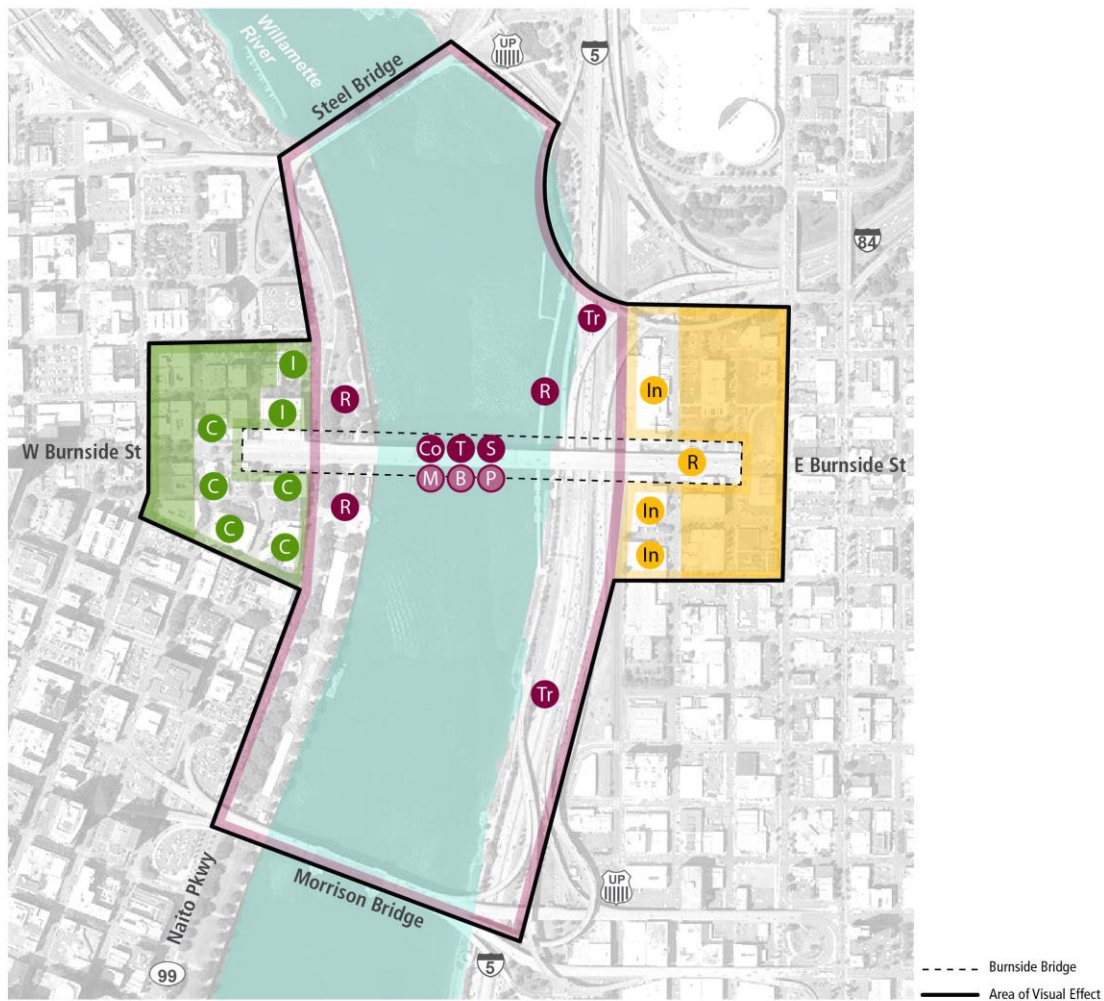 Willamette
River
UP
5
Steel Bridge
84
Tr
I
In
R
R
I
C
W Burnside St
Co T S
R
E Burnside St
M B P
C
C
R
In
C
C
In
Tr
Morrison Bridge
Naito Pkwy
UP
99
5
Burnside Bridge
Area of Visual Effect